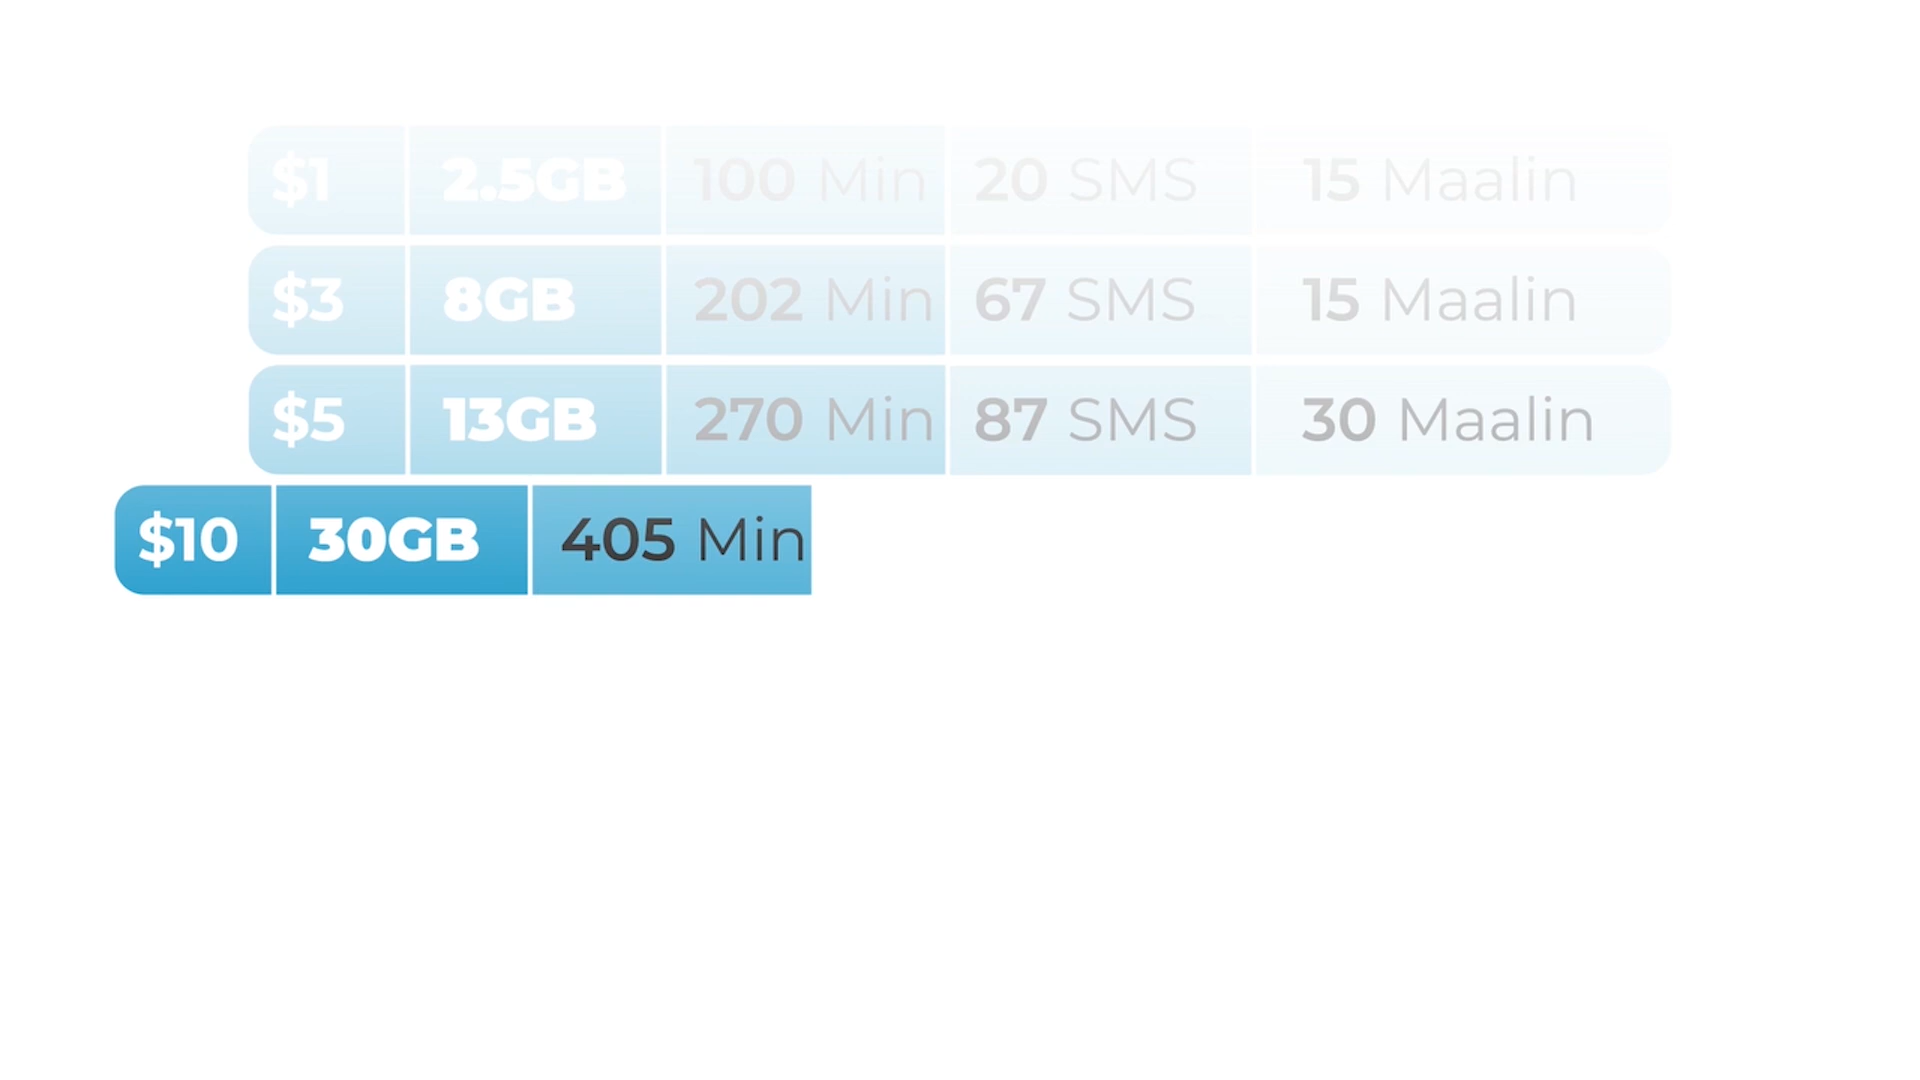 $1 2.5GB 100 Min 20 SMS 15 Maalin
$3 8GB 202 Min 67 SMS 15 Maalin
$5 13GB 270 Min 87 SMS 30 Maalin
$10 30GB 405 Min